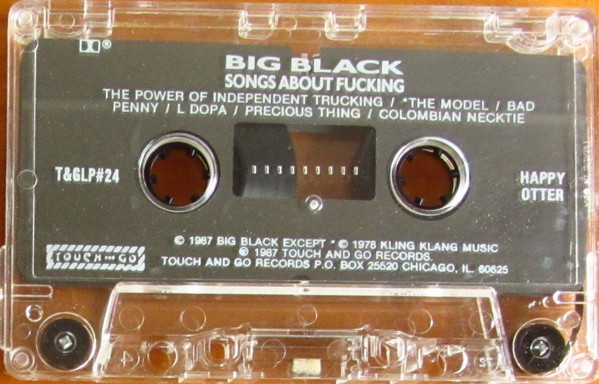 BIG BLACK
SONGS ABOUT FUCKING
THE POWER OF INDEPENDENT TRUCKING / *THE MODEL / BAD
PENNY / L DOPA / PRECIOUS THING / COLOMBIAN NECKTIE
T&GLP#24
HAPPY
OTTER
© 1987 BIG BLACK EXCEPT * © 1978 KLING KLANG MUSIC
℗ 1987 TOUCH AND GO RECORDS.
TOUCH AND GO RECORDS P.O. BOX 25520 CHICAGO, IL. 60625
TOUCH AND GO